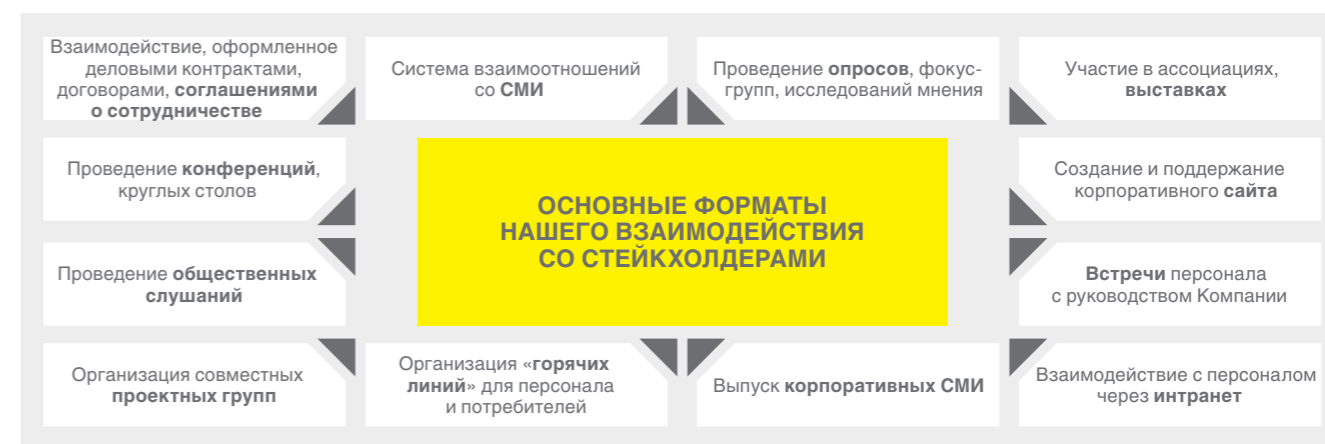 Взаимодействие, оформленное
деловыми контрактами,
договорами, соглашениями
о сотрудничестве
Система взаимоотношений
со СМИ
Проведение опросов, фокус-
групп, исследований мнения
Участие в ассоциациях,
выставках
Проведение конференций,
круглых столов
ОСНОВНЫЕ ФОРМАТЫ
НАШЕГО ВЗАИМОДЕЙСТВИЯ
СО СТЕЙКХОЛДЕРАМИ
Создание и поддержание
корпоративного сайта
Проведение общественных
слушаний
Встречи персонала
с руководством Компании
Организация совместных
проектных групп
Организация «горячих
линий» для персонала
и потребителей
Выпуск корпоративных СМИ
Взаимодействие с персоналом
через интранет